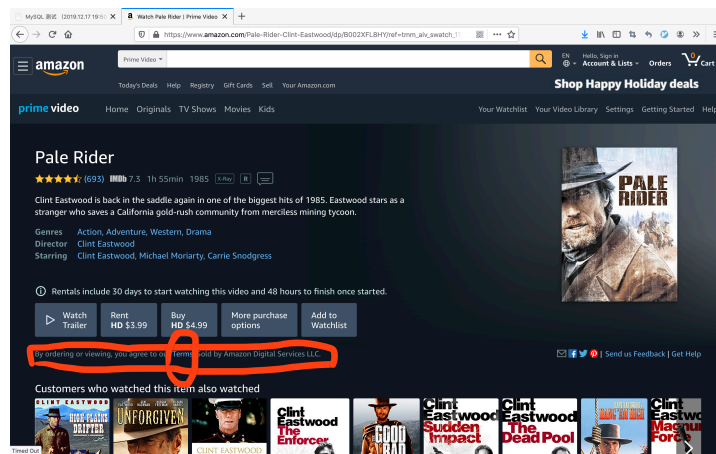 MySQL 测试 (2019.12.17 19:5
Watch Pale Rider | Prime Video
https://www.amazon.com/Pale-Rider-Clint-Eastwood/dp/B002XFL8HY/ref=tmm_aiv_swatch_1
amazon
Prime Video
EN
Hello, Sign in
Account & Lists
Orders
0
Cart
Today's Deals Help Registry Gift Cards Sell Your Amazon.com
Shop Happy Holiday deals
prime video Home Originals TV Shows Movies Kids
Your Watchlist Your Video Library Settings Getting Started Help
Pale Rider
(693) IMDb 7.3 1h 55min 1985 X-Ray R
Clint Eastwood is back in the saddle again in one of the biggest hits of 1985. Eastwood stars as a
stranger who saves a California gold-rush community from merciless mining tycoon.
Genres Action, Adventure, Western, Drama
Director Clint Eastwood
Starring Clint Eastwood, Michael Moriarty, Carrie Snodgress
PALE
RIDER
Rentals include 30 days to start watching this video and 48 hours to finish once started.
Watch
Trailer
Rent
HD $3.99
Buy
HD $4.99
More purchase
options
Add to
Watchlist
By ordering or viewing, you agree to our Terms. Sold by Amazon Digital Services LLC.
Send us Feedback | Get Help
Customers who watched this item also watched
CLINT EASTWOOD
HIGH PLAINS
DRIFTER
UNFORGIVEN
CLINT EASTWOOD
Clint
Eastwood
The
Enforcer
THE GOOD
BAD
Clint
Eastwood
Sudden
Impact
Clint
Eastwood
The
Dead Pool
HANG 'EM HIGH
Clint
Eastwo
Magnu
Force
Timed Out